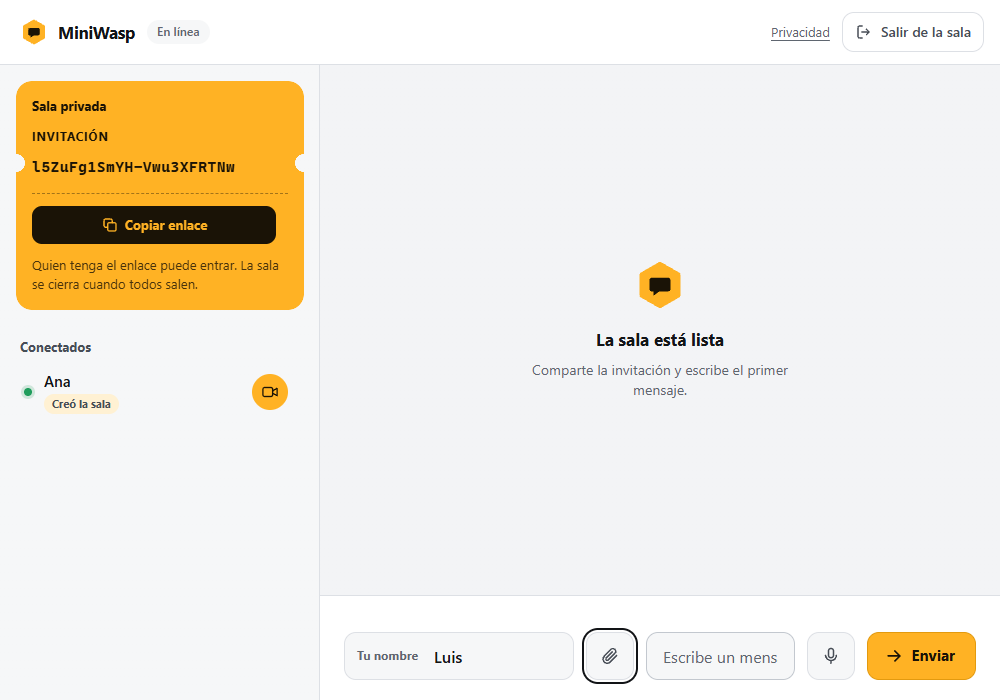 MiniWasp
En línea
Privacidad
Salir de la sala
Sala privada
INVITACIÓN
l5ZuFg1SmYH-Vwu3XFRTNw
Copiar enlace
Quien tenga el enlace puede entrar. La sala
se cierra cuando todos salen.
Conectados
Ana
Creó la sala
La sala está lista
Comparte la invitación y escribe el primer
mensaje.
Tu nombre
Luis
Escribe un mens
Enviar